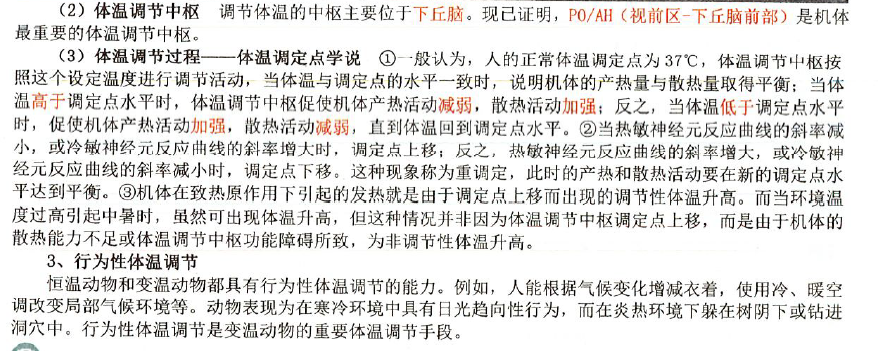 （2）体温调节中枢　调节体温的中枢主要位于下丘脑。现已证明，PO/AH（视前区-下丘脑前部）是机体
最重要的体温调节中枢。
（3）体温调节过程——体温调定点学说　①一般认为，人的正常体温调定点为 37℃，体温调节中枢按
照这个设定温度进行调节活动，当体温与调定点的水平一致时，说明机体的产热量与散热量取得平衡；当体
温高于调定点水平时，体温调节中枢促使机体产热活动减弱，散热活动加强；反之，当体温低于调定点水平
时，促使机体产热活动加强，散热活动减弱，直到体温回到调定点水平。②当热敏神经元反应曲线的斜率减
小，或冷敏神经元反应曲线的斜率增大时，调定点上移；反之，热敏神经元反应曲线的斜率增大，或冷敏神
经元反应曲线的斜率减小时，调定点下移。这种现象称为重调定，此时的产热和散热活动要在新的调定点水
平达到平衡。③机体在致热原作用下引起的发热就是由于调定点上移而出现的调节性体温升高。而当环境温
度过高引起中暑时，虽然可出现体温升高，但这种情况并非因为体温调节中枢调定点上移，而是由于机体的
散热能力不足或体温调节中枢功能障碍所致，为非调节性体温升高。
3、行为性体温调节
恒温动物和变温动物都具有行为性体温调节的能力。例如，人能根据气候变化增减衣着，使用冷、暖空
调改变局部气候环境等。动物表现为在寒冷环境中具有日光趋向性行为，而在炎热环境下躲在树阴下或钻进
洞穴中。行为性体温调节是变温动物的重要体温调节手段。